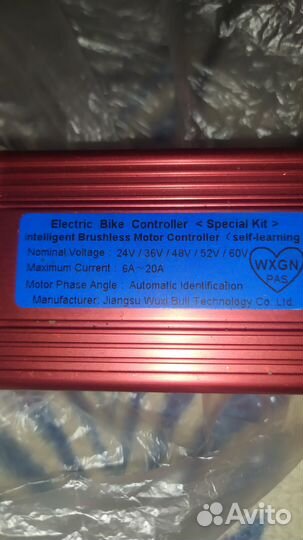 Electric Bike Controller < Special Kit >
Intelligent Brushless Motor Controller ( self-learning
Nominal Voltage : 24V / 36V / 48V / 52V / 60V
Maximum Current : 6A~20A
Motor Phase Angle : Automatic Identification
Manufacturer: Jiangsu Wuxi Bull Technology Co Ltd.
WXGN
PAS
Avito